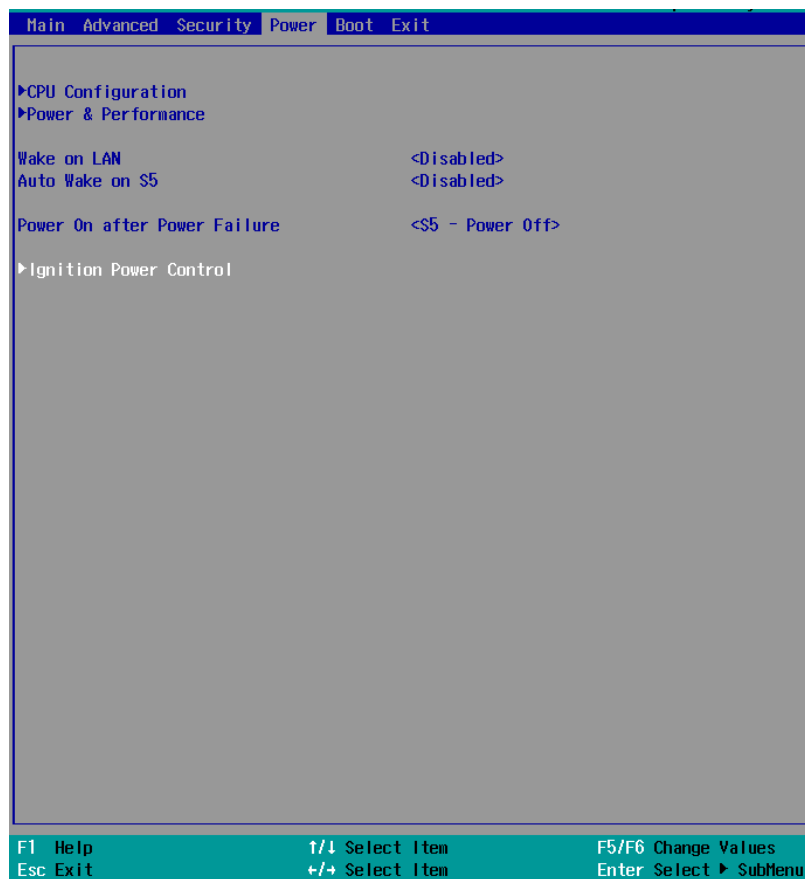 Main Advanced Security Power Boot Exit
▶CPU Configuration
▶Power & Performance
Wake on LAN <Disabled>
Auto Wake on S5 <Disabled>
Power On after Power Failure <S5 - Power Off>
▶Ignition Power Control
F1 Help ↑/↓ Select Item F5/F6 Change Values
Esc Exit ←/→ Select Item Enter Select ▶ SubMenu